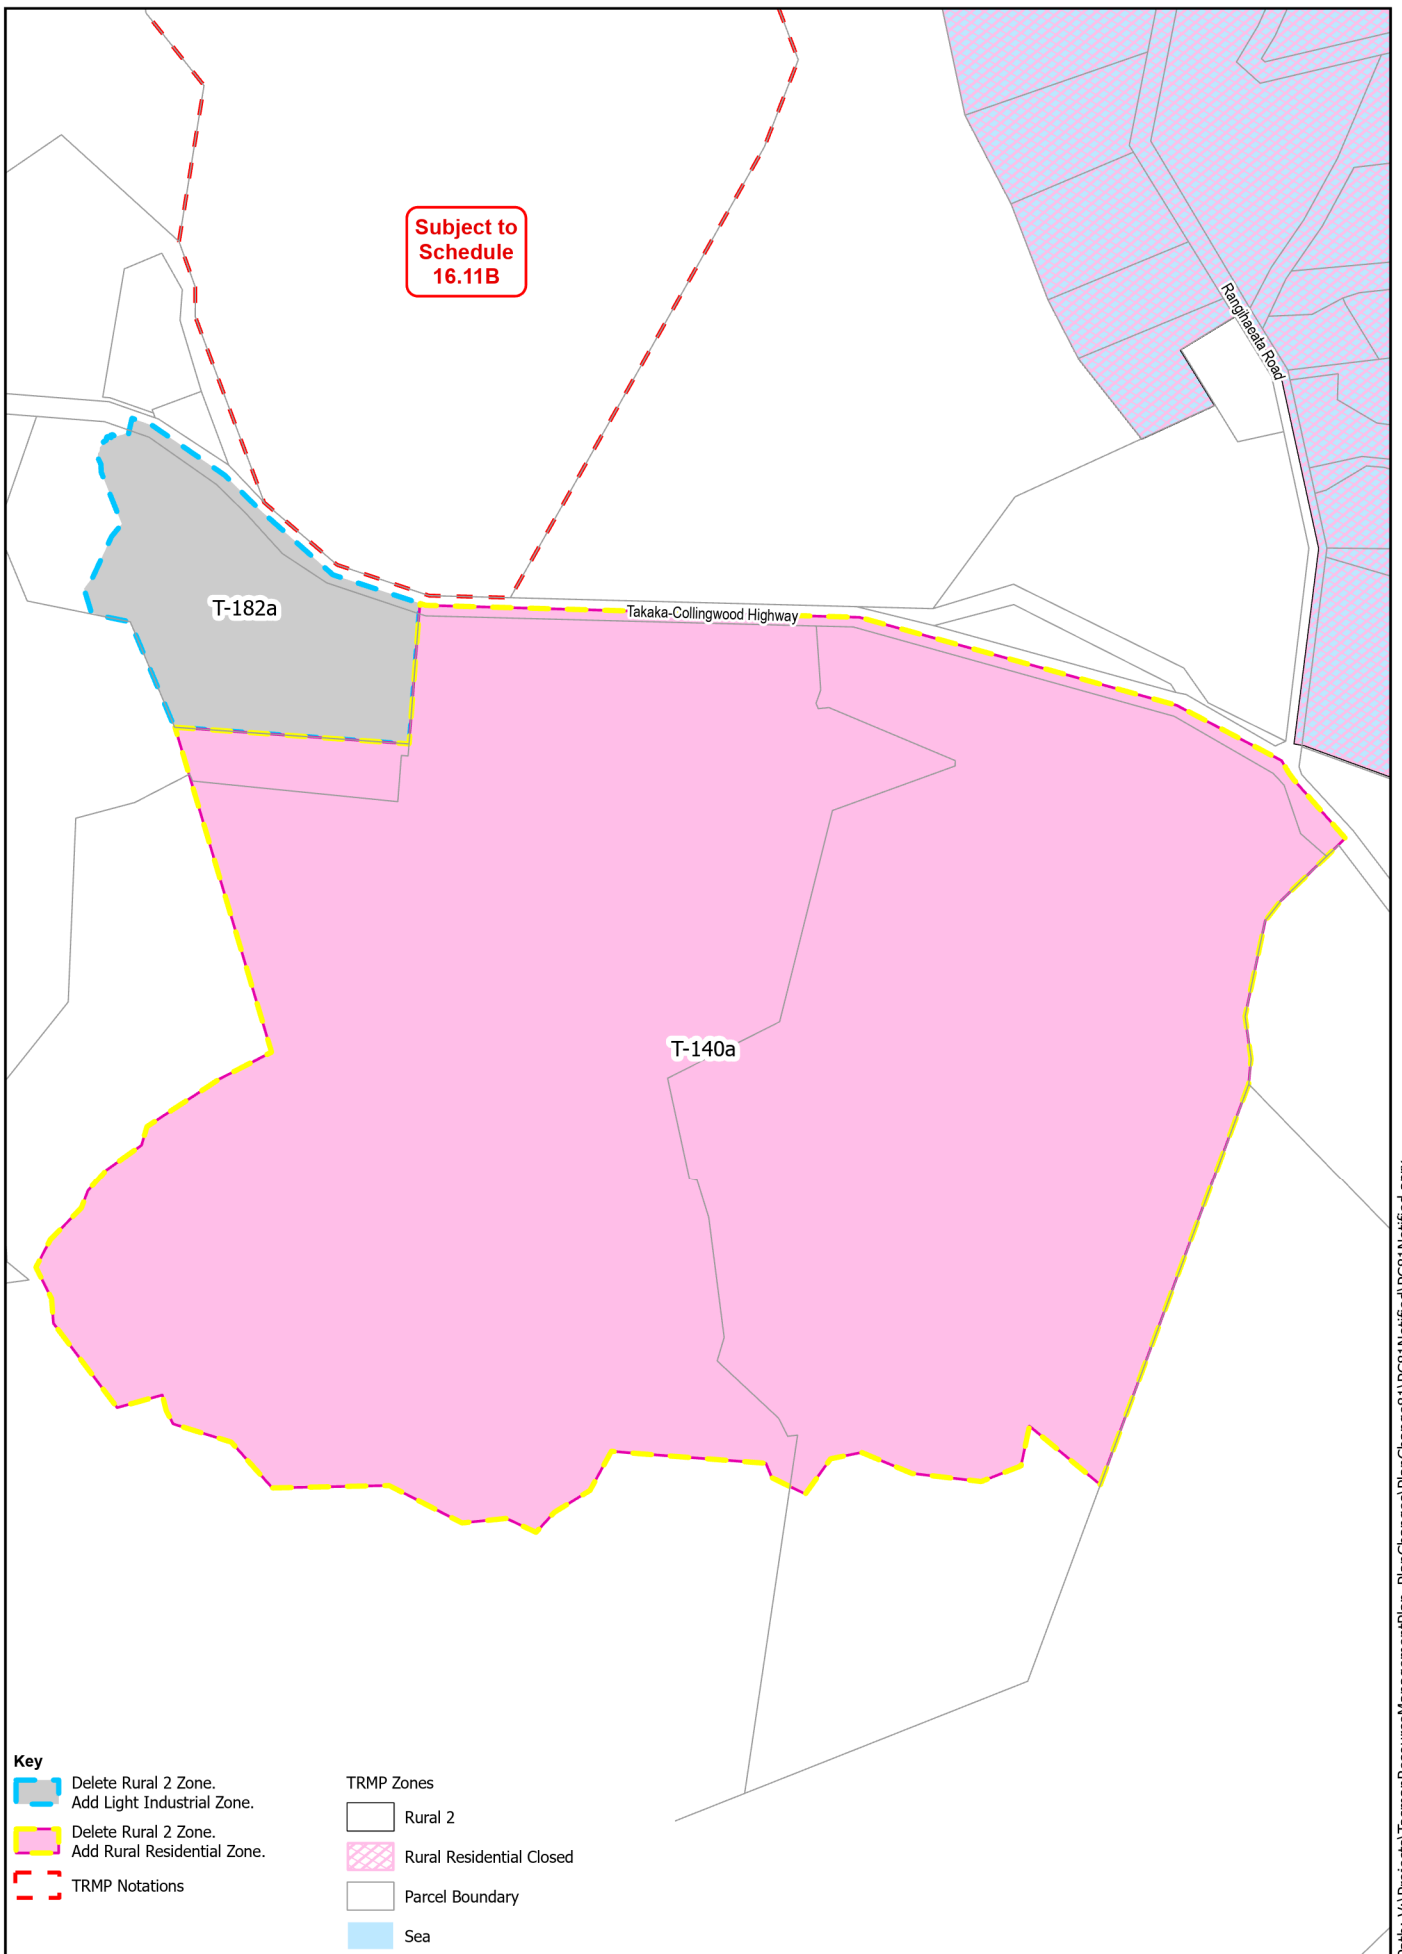 Subject to
Schedule
16.11B
Rangihaeata Road
T-182a
Takaka-Collingwood Highway
T-140a
Key
Delete Rural 2 Zone.
Add Light Industrial Zone.
Delete Rural 2 Zone.
Add Rural Residential Zone.
TRMP Notations
TRMP Zones
Rural 2
Rural Residential Closed
Parcel Boundary
Sea